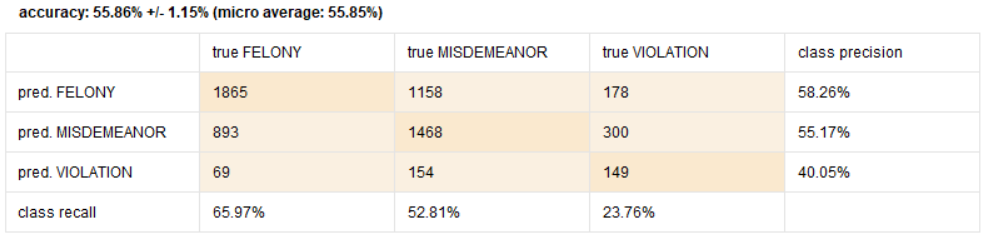 accuracy: 55.86% +/- 1.15% (micro average: 55.85%)
true FELONY true MISDEMEANOR true VIOLATION class precision
pred. FELONY 1865 1158 178 58.26%
pred. MISDEMEANOR 893 1468 300 55.17%
pred. VIOLATION 69 154 149 40.05%
class recall 65.97% 52.81% 23.76%